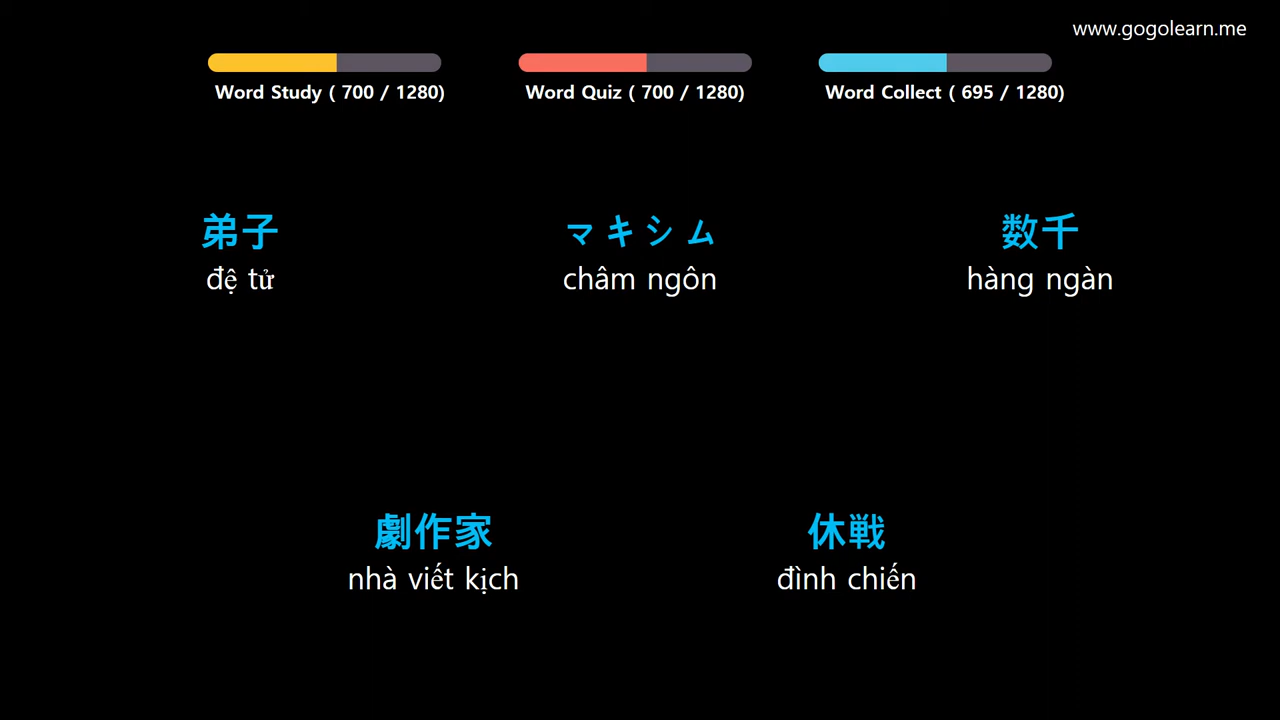 www.gogolearn.me
Word Study ( 700 / 1280)
Word Quiz ( 700 / 1280)
Word Collect ( 695 / 1280)
弟子
đệ tử
マキシム
châm ngôn
数千
hàng ngàn
劇作家
nhà viết kịch
休戦
đình chiến